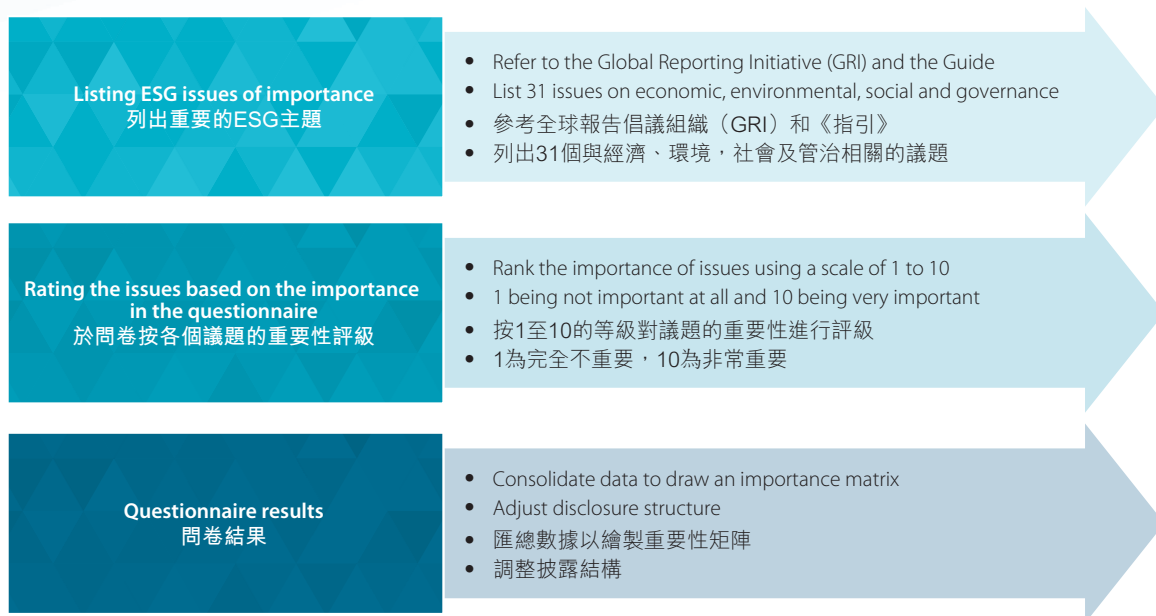 Listing ESG issues of importance
列出重要的ESG主題
• Refer to the Global Reporting Initiative (GRI) and the Guide
• List 31 issues on economic, environmental, social and governance
• 參考全球報告倡議組織（GRI）和《指引》
• 列出31個與經濟、環境，社會及管治相關的議題
Rating the issues based on the importance
in the questionnaire
於問卷按各個議題的重要性評級
• Rank the importance of issues using a scale of 1 to 10
• 1 being not important at all and 10 being very important
• 按1至10的等級對議題的重要性進行評級
• 1為完全不重要，10為非常重要
Questionnaire results
問卷結果
• Consolidate data to draw an importance matrix
• Adjust disclosure structure
• 匯總數據以繪製重要性矩陣
• 調整披露結構